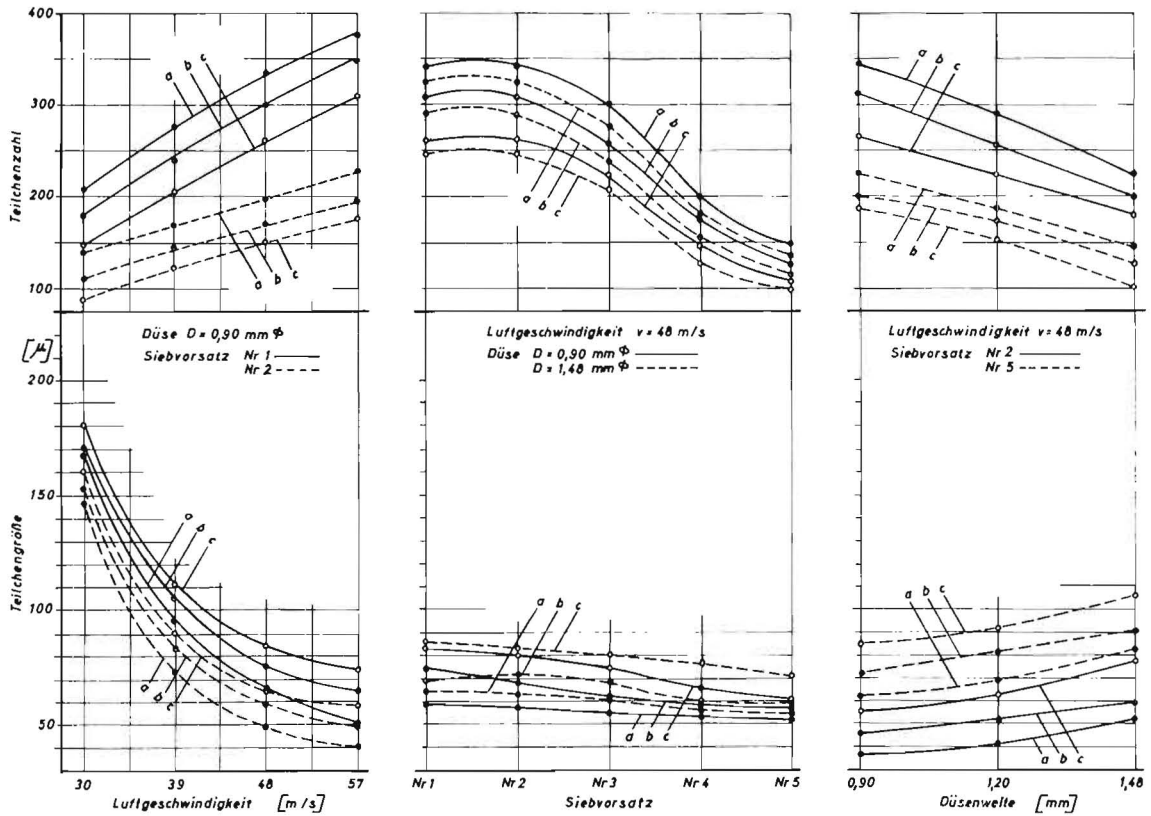 400
300
200
100
Teilchenzahl
a b c
a b c
a b c
a b c
a b c
a b c
Düse D = 0,90 mm Φ
Siebvorsatz Nr 1
Nr 2
Luftgeschwindigkeit v = 48 m/s
Düse D = 0,90 mm Φ
D = 1,48 mm Φ
Luftgeschwindigkeit v = 48 m/s
Siebvorsatz Nr 2
Nr 5
[μ]
200
150
100
50
Teilchengröße
a b c
a b c
a b c
a b c
a b c
a b c
30 39 48 57
Luftgeschwindigkeit [m/s]
Nr 1 Nr 2 Nr 3 Nr 4 Nr 5
Siebvorsatz
0,90 1,20 1,48
Düsenweite [mm]